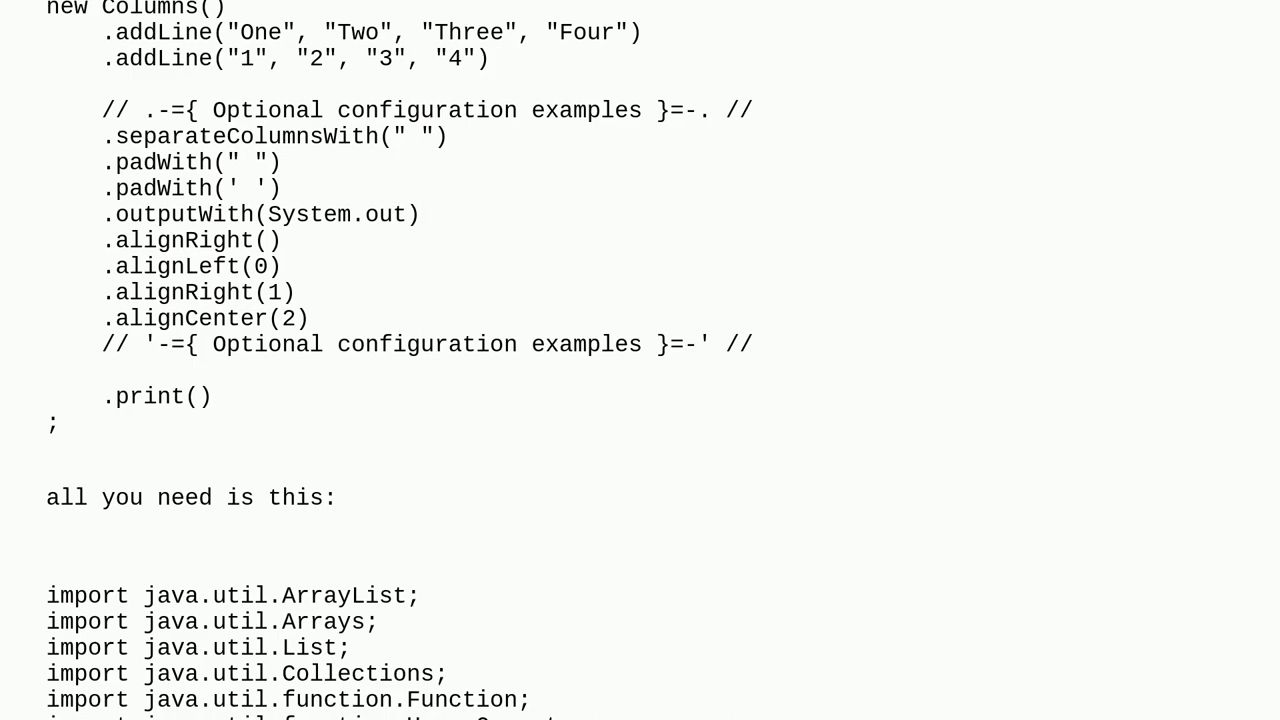 new Columns()
    .addLine("One", "Two", "Three", "Four")
    .addLine("1", "2", "3", "4")

    // .-={ Optional configuration examples }=-. //
    .separateColumnsWith(" ")
    .padWith(" ")
    .padWith(' ')
    .outputWith(System.out)
    .alignRight()
    .alignLeft(0)
    .alignRight(1)
    .alignCenter(2)
    // '-={ Optional configuration examples }=-' //

    .print()
;

all you need is this:

import java.util.ArrayList;
import java.util.Arrays;
import java.util.List;
import java.util.Collections;
import java.util.function.Function;